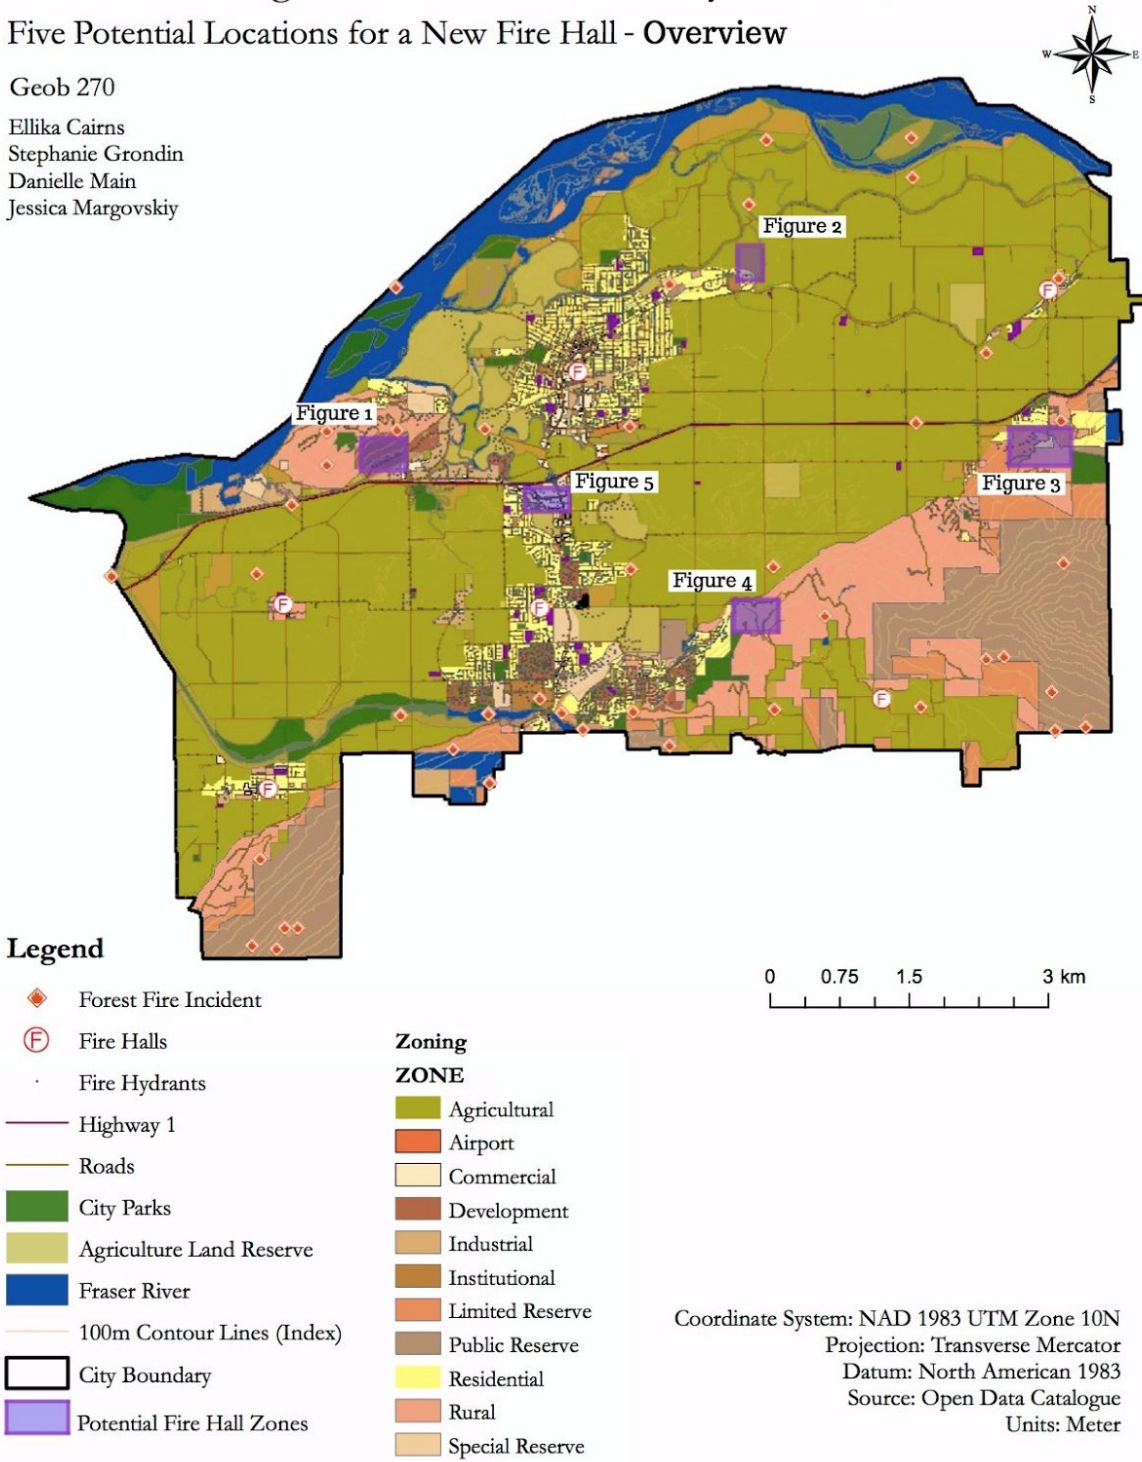 Five Potential Locations for a New Fire Hall - Overview
N
W E
S
Geob 270
Ellika Cairns
Stephanie Grondin
Danielle Main
Jessica Margovskiy
Figure 2
F
F
Figure 1
Figure 5
Figure 3
Figure 4
F
F
F
F
Legend
Forest Fire Incident
F Fire Halls
Fire Hydrants
Highway 1
Roads
City Parks
Agriculture Land Reserve
Fraser River
100m Contour Lines (Index)
City Boundary
Potential Fire Hall Zones
Zoning
ZONE
Agricultural
Airport
Commercial
Development
Industrial
Institutional
Limited Reserve
Public Reserve
Residential
Rural
Special Reserve
0 0.75 1.5 3 km
Coordinate System: NAD 1983 UTM Zone 10N
Projection: Transverse Mercator
Datum: North American 1983
Source: Open Data Catalogue
Units: Meter